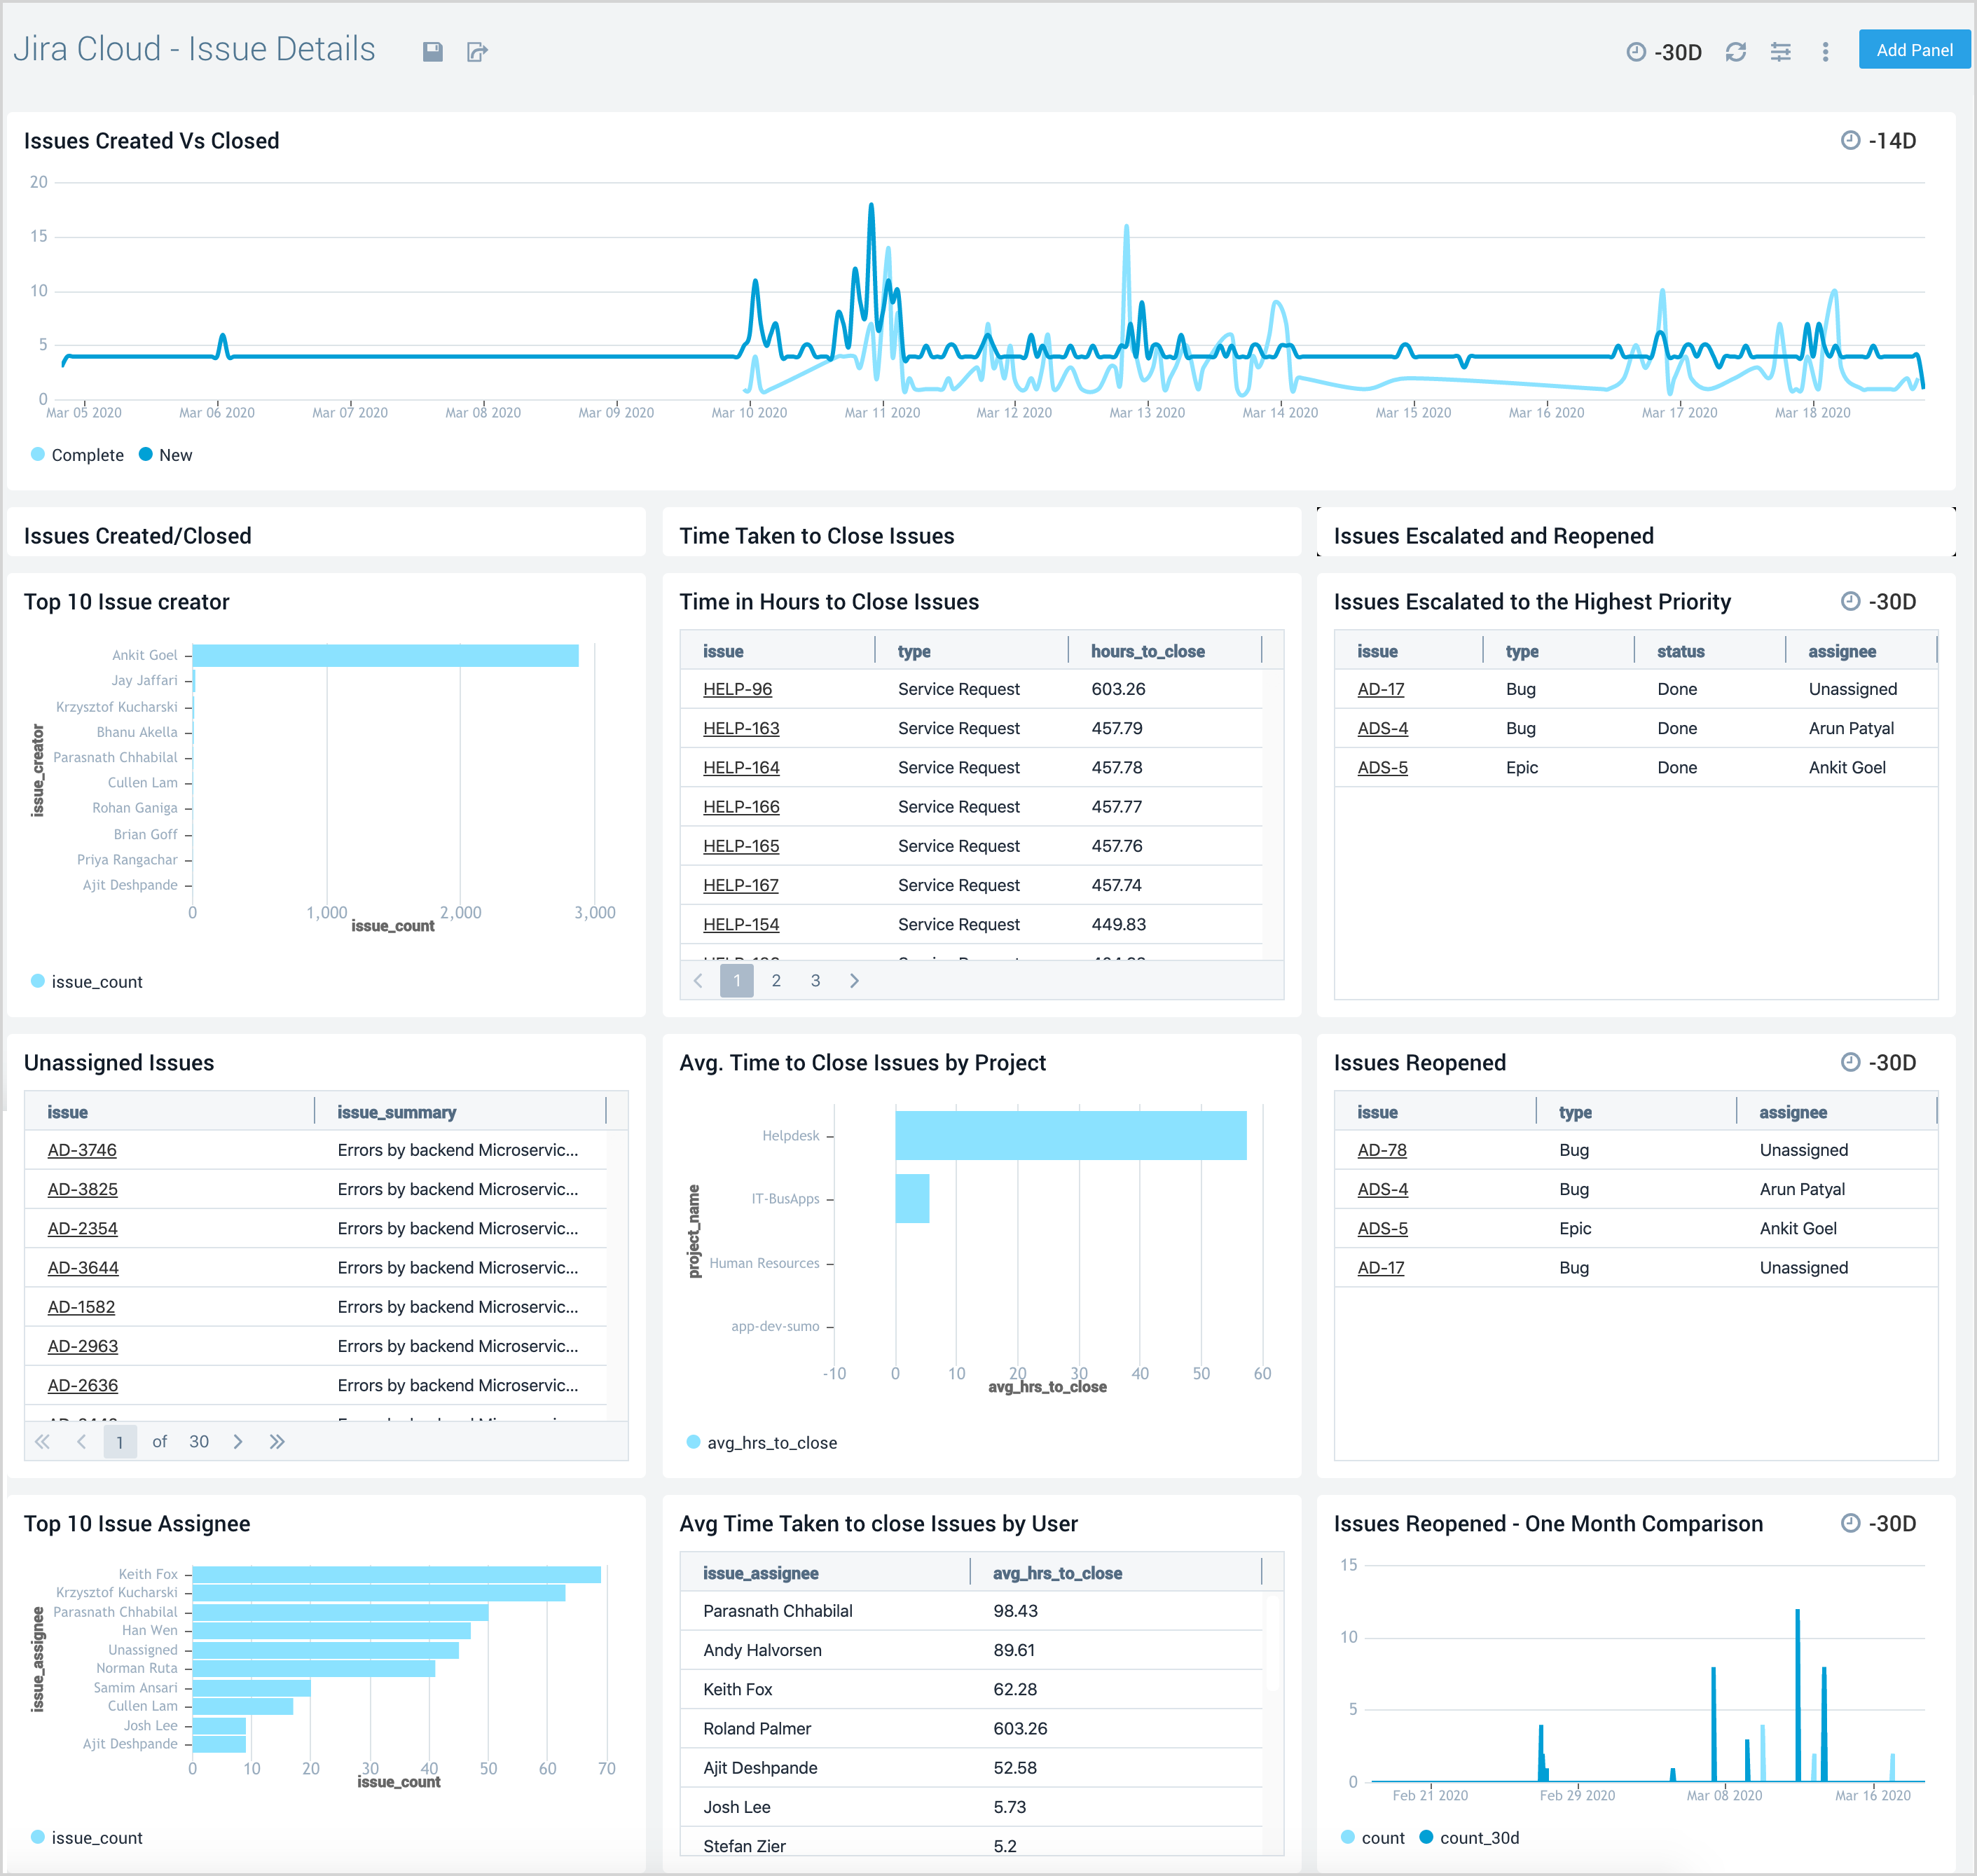 Jira Cloud - Issue Details
-30D
Add Panel
Issues Created Vs Closed
-14D
20
15
10
5
0
Mar 05 2020 Mar 06 2020 Mar 07 2020 Mar 08 2020 Mar 09 2020 Mar 10 2020 Mar 11 2020 Mar 12 2020 Mar 13 2020 Mar 14 2020 Mar 15 2020 Mar 16 2020 Mar 17 2020 Mar 18 2020
Complete New
Issues Created/Closed
Time Taken to Close Issues
Issues Escalated and Reopened
Top 10 Issue creator
issue_creator
Ankit Goel
Jay Jaffari
Krzysztof Kucharski
Bhanu Akella
Parasnath Chhabilal
Cullen Lam
Rohan Ganiga
Brian Goff
Priya Rangachar
Ajit Deshpande
0 1,000 2,000 3,000
issue_count
issue_count
Time in Hours to Close Issues
issue type hours_to_close
HELP-96 Service Request 603.26
HELP-163 Service Request 457.79
HELP-164 Service Request 457.78
HELP-166 Service Request 457.77
HELP-165 Service Request 457.76
HELP-167 Service Request 457.74
HELP-154 Service Request 449.83
1 2 3
Issues Escalated to the Highest Priority
-30D
issue type status assignee
AD-17 Bug Done Unassigned
ADS-4 Bug Done Arun Patyal
ADS-5 Epic Done Ankit Goel
Unassigned Issues
issue issue_summary
AD-3746 Errors by backend Microservic...
AD-3825 Errors by backend Microservic...
AD-2354 Errors by backend Microservic...
AD-3644 Errors by backend Microservic...
AD-1582 Errors by backend Microservic...
AD-2963 Errors by backend Microservic...
AD-2636 Errors by backend Microservic...
1 of 30
Avg. Time to Close Issues by Project
project_name
Helpdesk
IT-BusApps
Human Resources
app-dev-sumo
-10 0 10 20 30 40 50 60
avg_hrs_to_close
avg_hrs_to_close
Issues Reopened
-30D
issue type assignee
AD-78 Bug Unassigned
ADS-4 Bug Arun Patyal
ADS-5 Epic Ankit Goel
AD-17 Bug Unassigned
Top 10 Issue Assignee
issue_assignee
Keith Fox
Krzysztof Kucharski
Parasnath Chhabilal
Han Wen
Unassigned
Norman Ruta
Samim Ansari
Cullen Lam
Josh Lee
Ajit Deshpande
0 10 20 30 40 50 60 70
issue_count
issue_count
Avg Time Taken to close Issues by User
issue_assignee avg_hrs_to_close
Parasnath Chhabilal 98.43
Andy Halvorsen 89.61
Keith Fox 62.28
Roland Palmer 603.26
Ajit Deshpande 52.58
Josh Lee 5.73
Stefan Zier 5.2
Issues Reopened - One Month Comparison
-30D
15
10
5
0
Feb 21 2020 Feb 29 2020 Mar 08 2020 Mar 16 2020
count count_30d